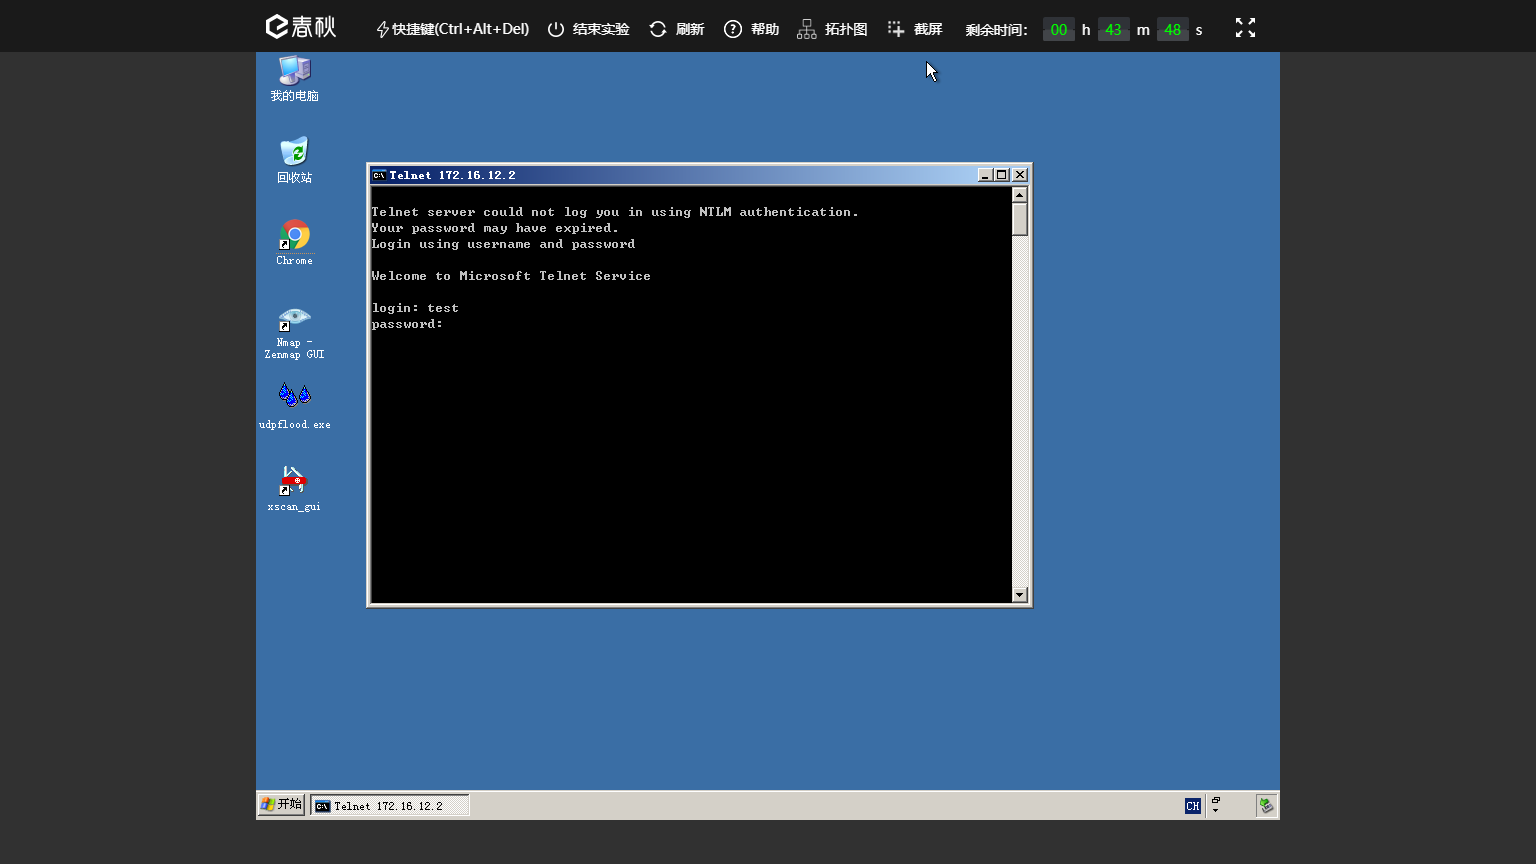 e春秋 快捷键(Ctrl+Alt+Del) 结束实验 刷新 帮助 拓扑图 截屏 剩余时间: 00 h 43 m 48 s
我的电脑
回收站
Chrome
Nmap -
Zenmap GUI
udpflood.exe
xscan_gui
Telnet 172.16.12.2
Telnet server could not log you in using NTLM authentication.
Your password may have expired.
Login using username and password
Welcome to Microsoft Telnet Service
login: test
password:
开始 Telnet 172.16.12.2 CH